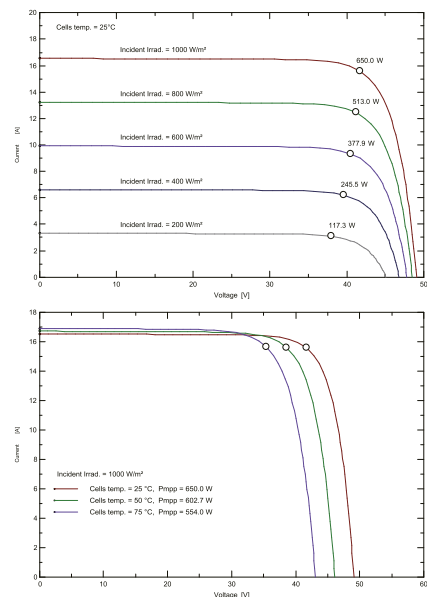 20
Cells temp. = 25°C
18
Incident Irrad. = 1000 W/m²
650.0 W
16
14
Incident Irrad. = 800 W/m²
513.0 W
12
Current [A]
Incident Irrad. = 600 W/m²
377.9 W
10
8
Incident Irrad. = 400 W/m²
245.5 W
6
4
Incident Irrad. = 200 W/m²
117.3 W
2
0
0 10 20 30 40 50
Voltage [V]
18
16
14
12
Current [A]
10
8
Incident Irrad. = 1000 W/m²
6
Cells temp. = 25 °C, Pmpp = 650.0 W
Cells temp. = 50 °C, Pmpp = 602.7 W
Cells temp. = 75 °C, Pmpp = 554.0 W
4
2
0
0 10 20 30 40 50 60
Voltage [V]